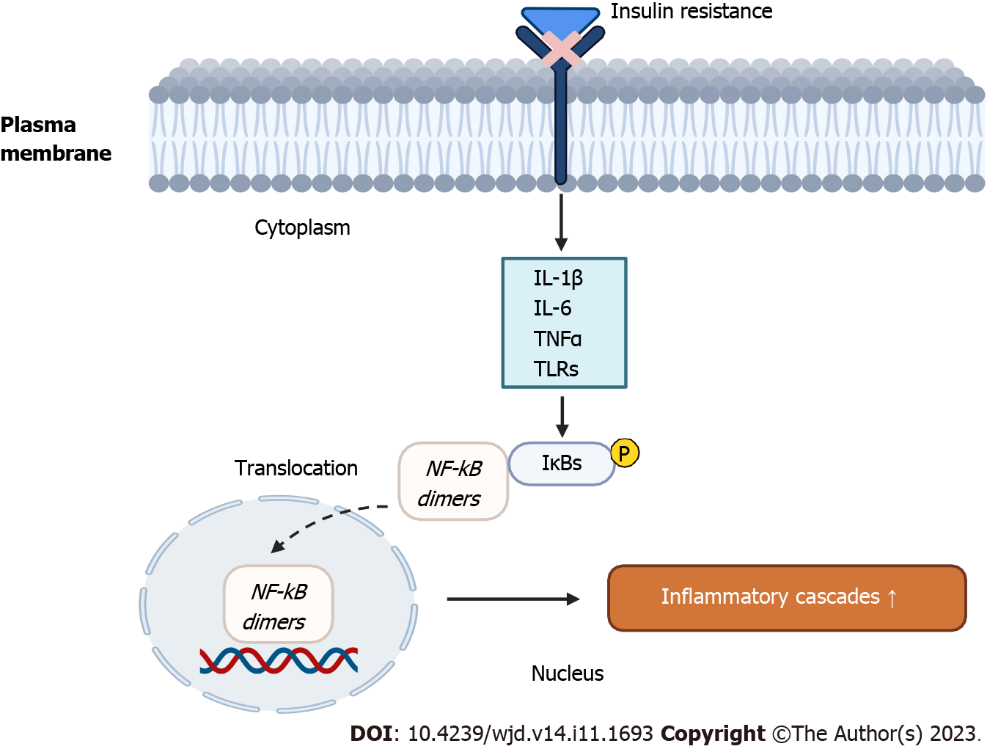 Insulin resistance
Plasma
membrane
Cytoplasm
IL-1β
IL-6
TNFα
TLRs
Translocation
NF-kB
dimers
IκBs
P
NF-kB
dimers
Inflammatory cascades ↑
Nucleus
DOI: 10.4239/wjd.v14.i11.1693 Copyright ©The Author(s) 2023.